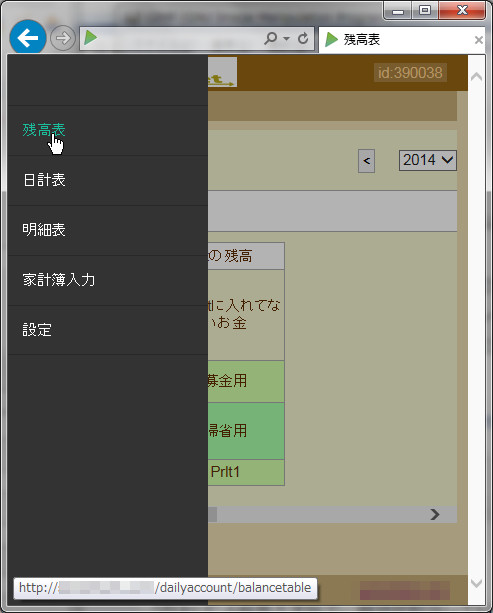 残高表
id:390038
残高表
日計表
明細表
家計簿入力
設定
<
2014
の残高
に入れてな
いお金
募金用
帰省用
Prlt1
http:// /dailyaccount/balancetable